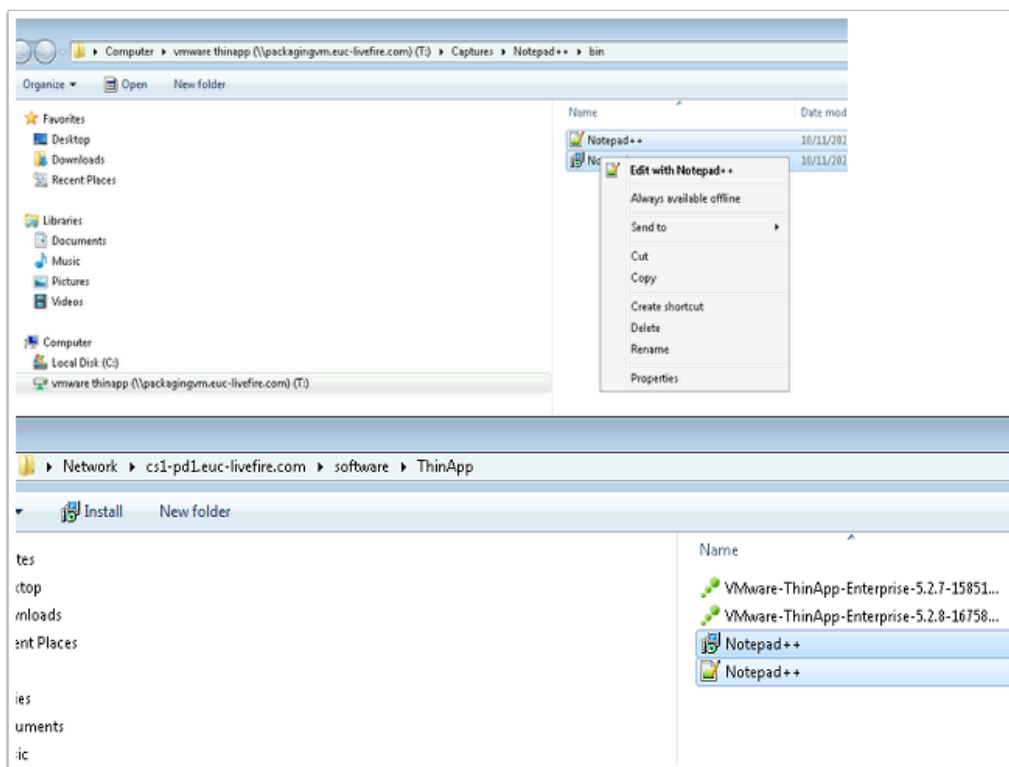 Computer vmware thinapp (\\packagingvm.euc-livefire.com) (T:) Captures Notepad++ bin
Organize Open New folder
Favorites
Desktop
Downloads
Recent Places
Libraries
Documents
Music
Pictures
Videos
Computer
Local Disk (C:)
vmware thinapp (\\packagingvm.euc-livefire.com) (T:)
Name Date mod
Notepad++ 10/11/202
No 10/11/202
Edit with Notepad++
Always available offline
Send to
Cut
Copy
Create shortcut
Delete
Rename
Properties
Network cs1-pd1.euc-livefire.com software ThinApp
Install New folder
tes
ktop
wnloads
ent Places
ies
uments
ic
Name
VMware-ThinApp-Enterprise-5.2.7-15851...
VMware-ThinApp-Enterprise-5.2.8-16758...
Notepad++
Notepad++